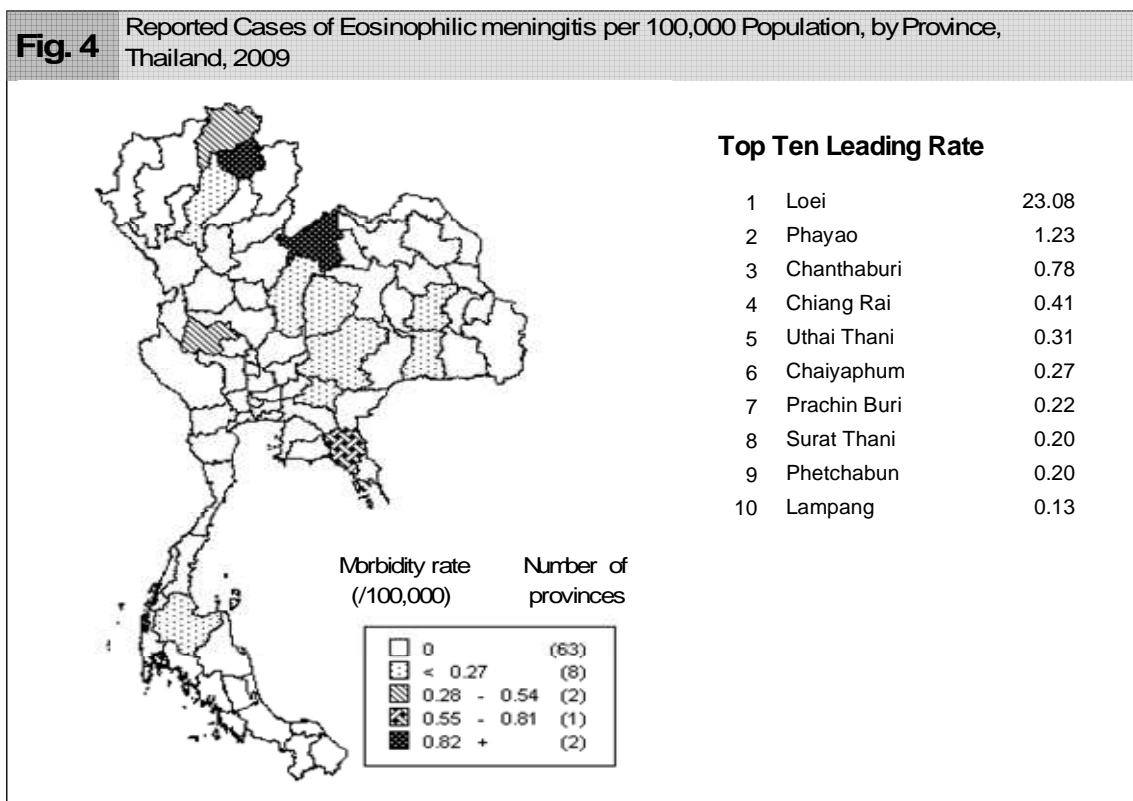 Fig. 4
Reported Cases of Eosinophilic meningitis per 100,000 Population, by Province,
Thailand, 2009
Top Ten Leading Rate
1 Loei 23.08
2 Phayao 1.23
3 Chanthaburi 0.78
4 Chiang Rai 0.41
5 Uthai Thani 0.31
6 Chaiyaphum 0.27
7 Prachin Buri 0.22
8 Surat Thani 0.20
9 Phetchabun 0.20
10 Lampang 0.13
Morbidity rate Number of
(/100,000) provinces
0 (63)
< 0.27 (8)
0.28 - 0.54 (2)
0.55 - 0.81 (1)
0.82 + (2)